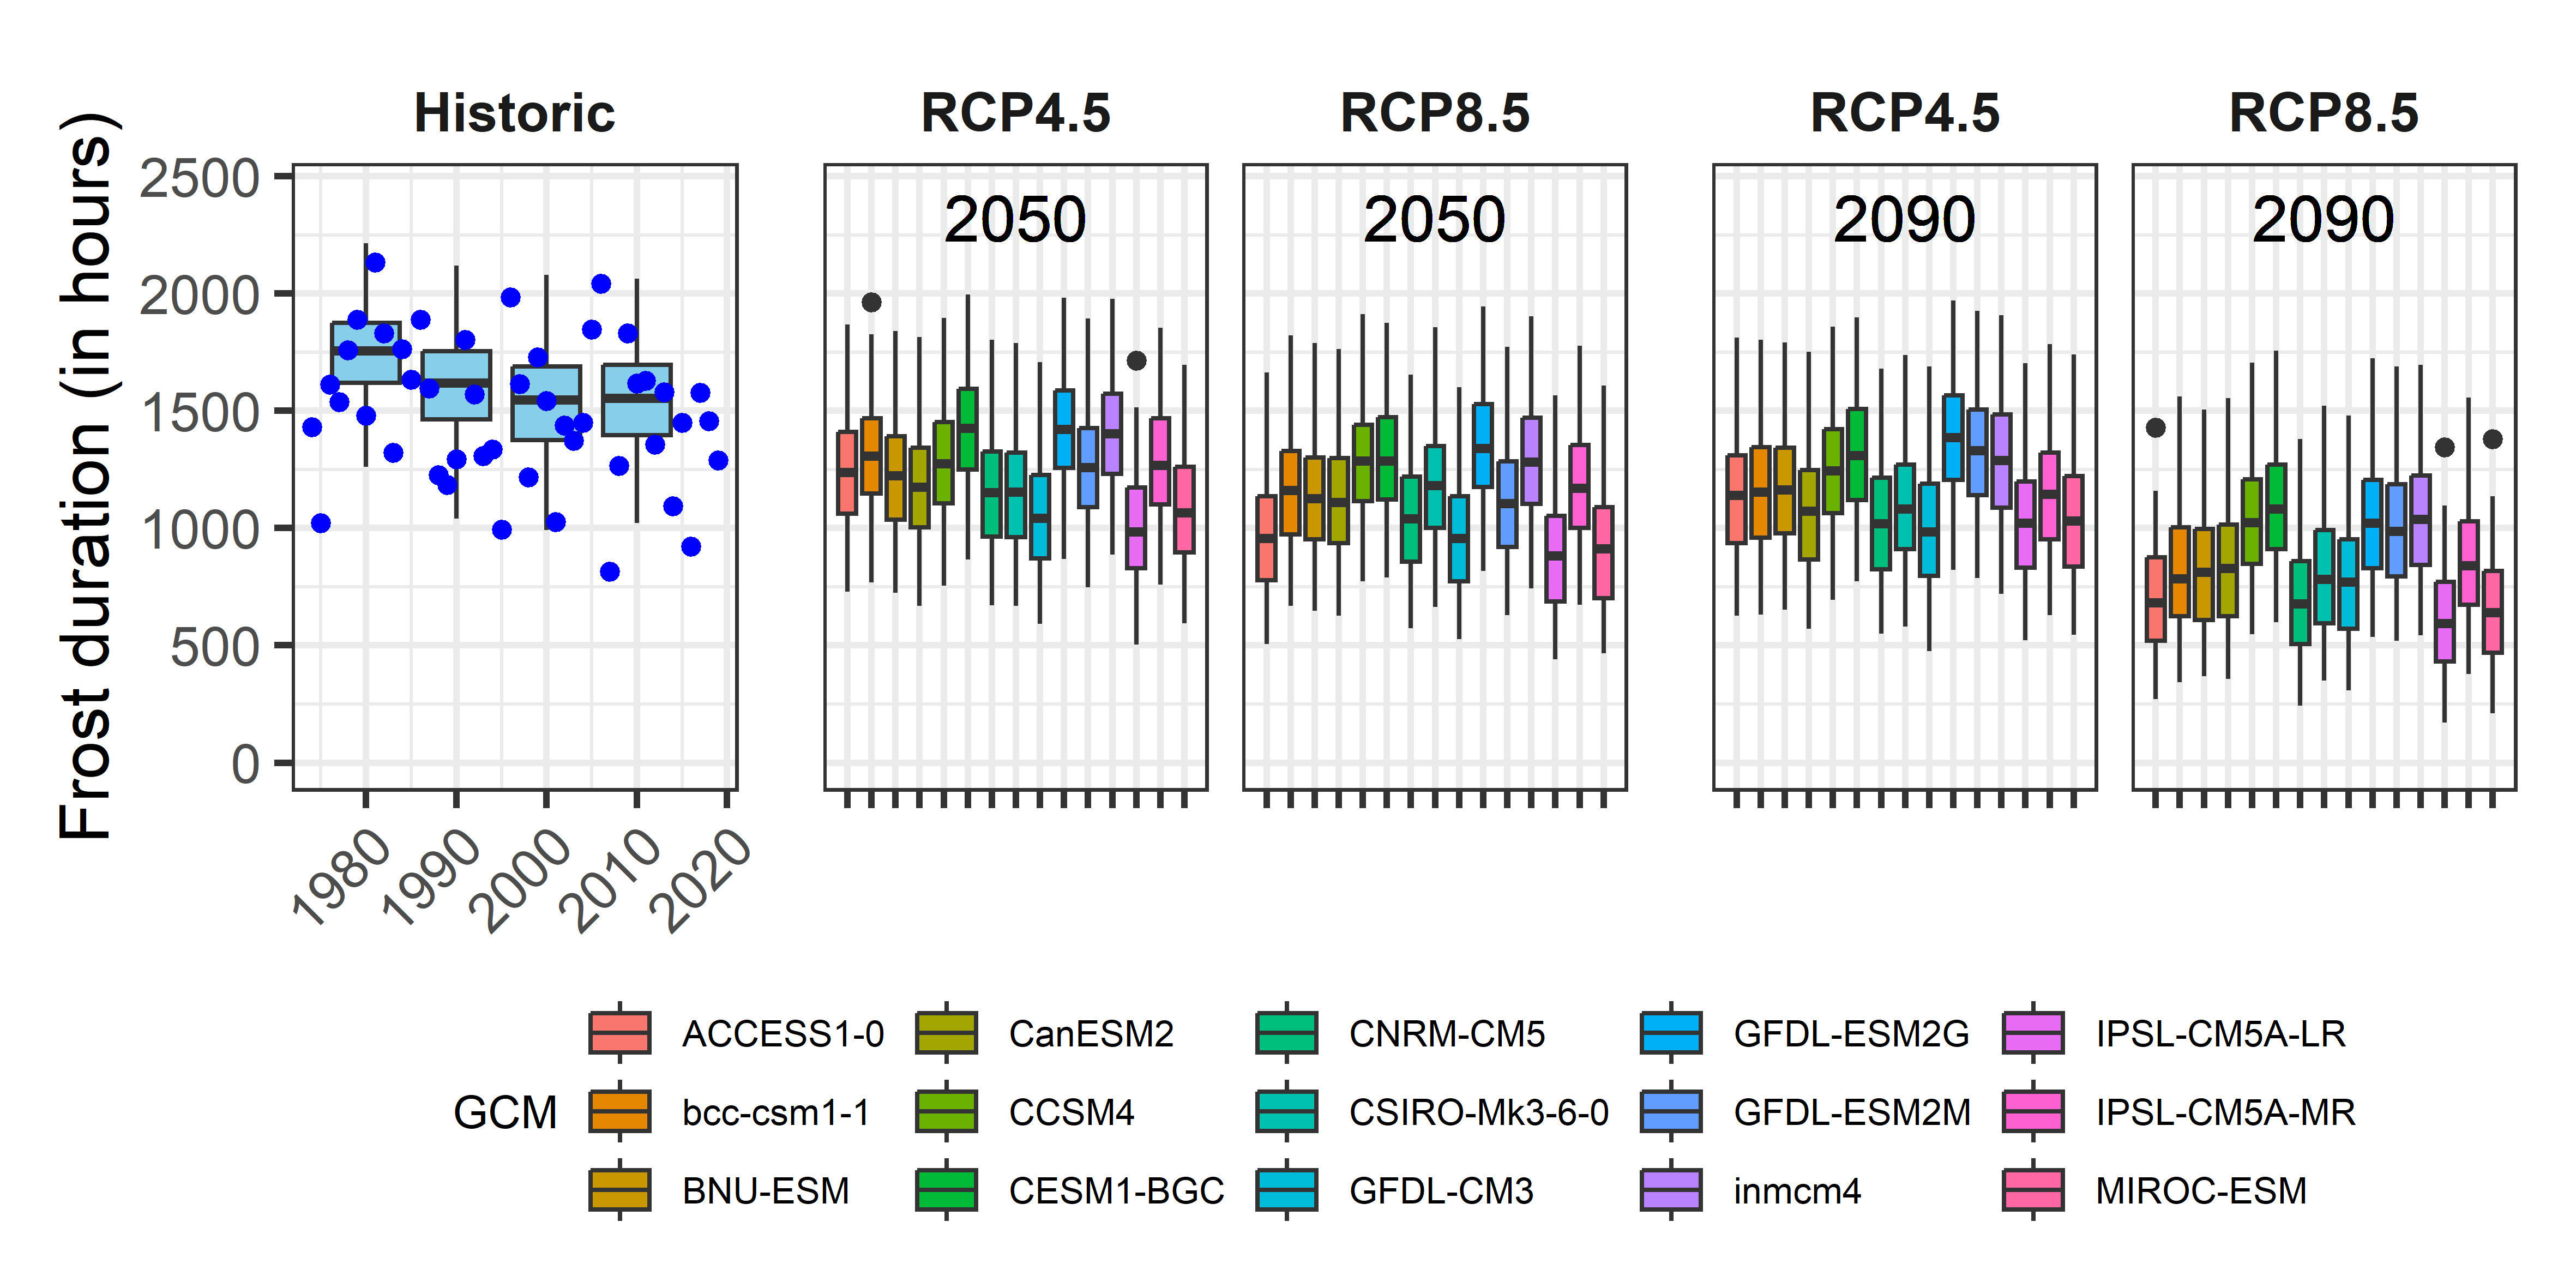 Historic RCP4.5 RCP8.5 RCP4.5 RCP8.5
Frost duration (in hours)
2500
2000
1500
1000
500
0
2050 2050 2090 2090
1980 1990 2000 2010 2020
GCM
ACCESS1-0 CanESM2 CNRM-CM5 GFDL-ESM2G IPSL-CM5A-LR
bcc-csm1-1 CCSM4 CSIRO-Mk3-6-0 GFDL-ESM2M IPSL-CM5A-MR
BNU-ESM CESM1-BGC GFDL-CM3 inmcm4 MIROC-ESM